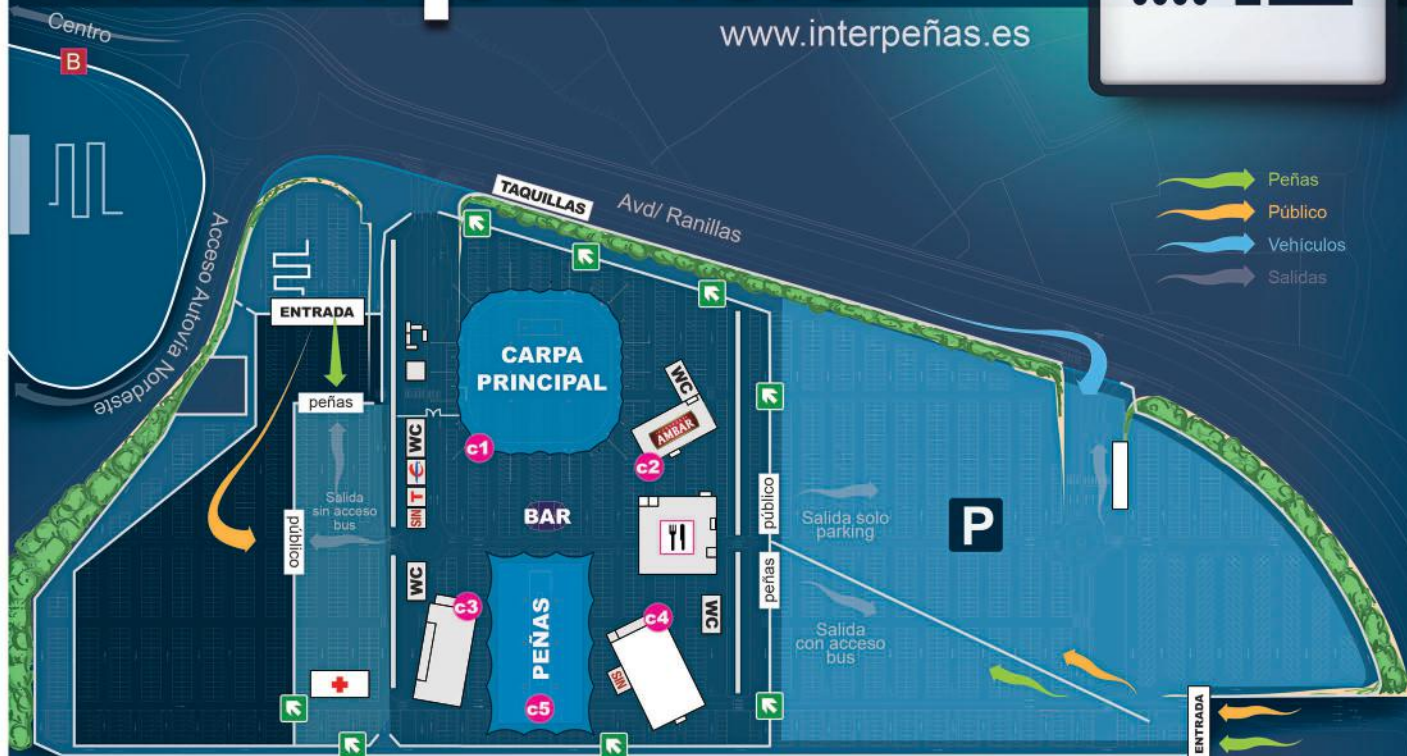 www.interpeñas.es
Centro
B
Peñas
Público
Vehículos
Salidas
TAQUILLAS
Avd/ Ranillas
Acceso Autovía Nordeste
ENTRADA
peñas
Salida
sin acceso
bus
público
CARPA
PRINCIPAL
WC
AMBAR
c1
c2
WC
T
SIN
BAR
público
peñas
Salida solo
parking
P
Salida
con acceso
bus
WC
c3
PEÑAS
c4
WC
SIN
c5
ENTRADA